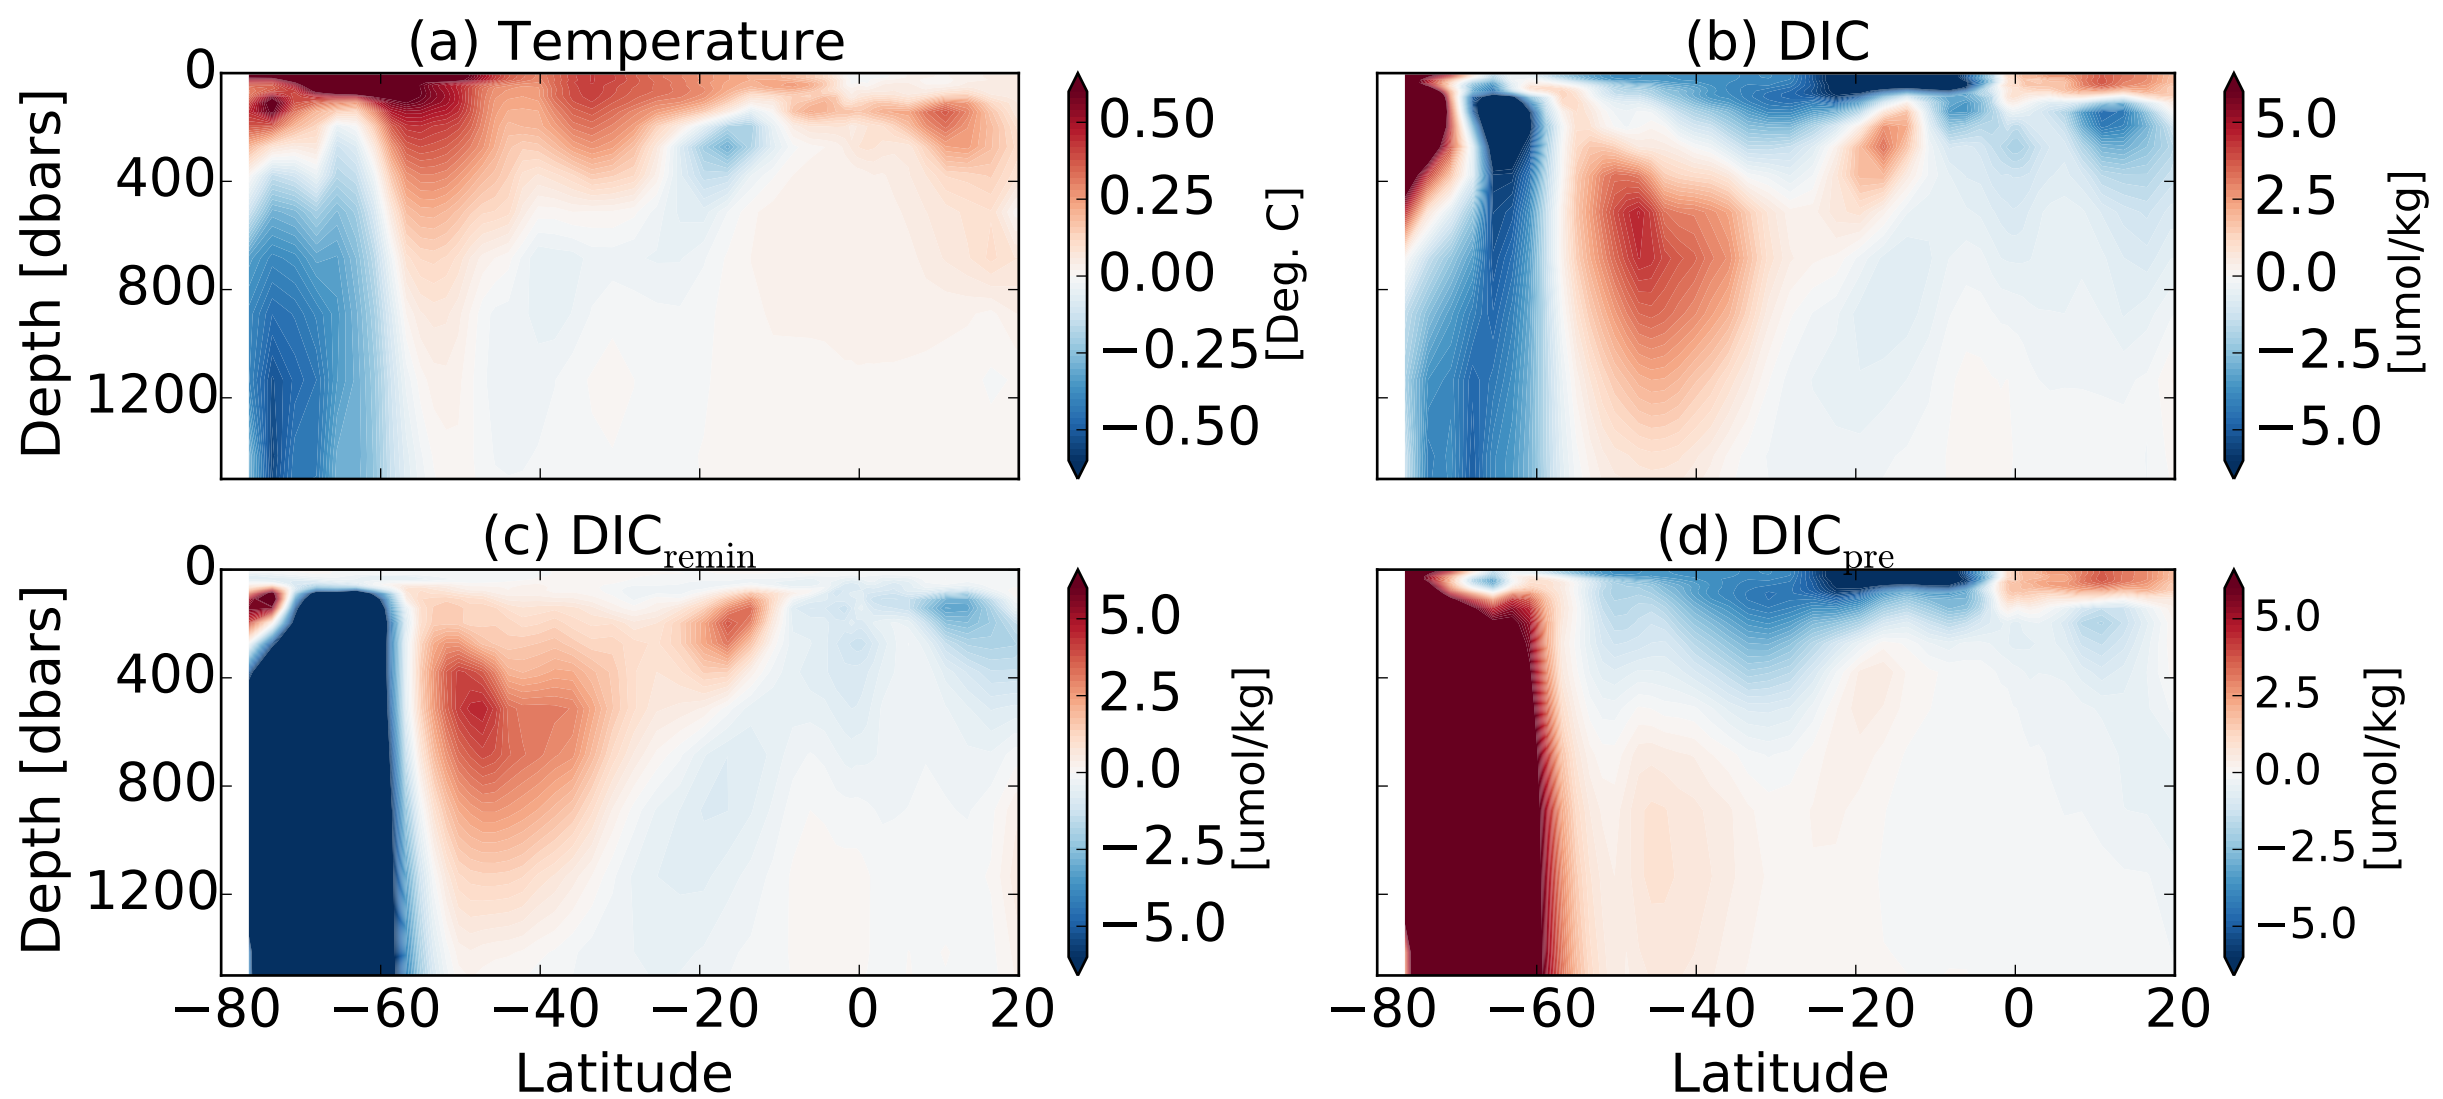 (a) Temperature
0
400
800
1200
Depth [dbars]
0.50
0.25
0.00
−0.25
−0.50
[Deg. C]
(b) DIC
5.0
2.5
0.0
−2.5
−5.0
[umol/kg]
(c) DICremin
0
400
800
1200
Depth [dbars]
−80 −60 −40 −20 0 20
Latitude
5.0
2.5
0.0
−2.5
−5.0
[umol/kg]
(d) DICpre
−80 −60 −40 −20 0 20
Latitude
5.0
2.5
0.0
−2.5
−5.0
[umol/kg]